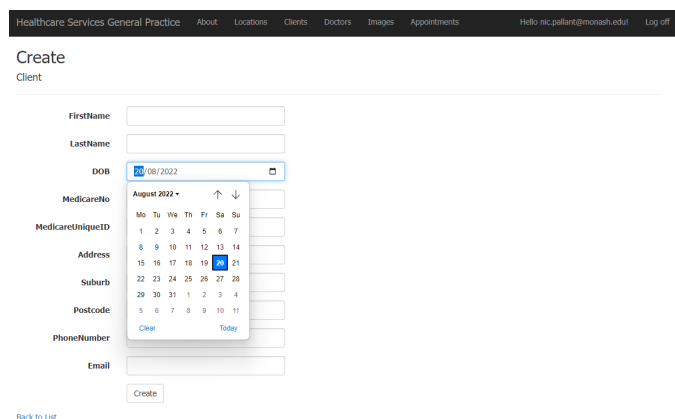 Healthcare Services General Practice About Locations Clients Doctors Images Appointments Hello nic.pallant@monash.edu! Log off
Create
Client
FirstName
LastName
DOB 20/08/2022
MedicareNo
MedicareUniqueID
Address
Suburb
Postcode
PhoneNumber
Email
August 2022
Mo Tu We Th Fr Sa Su
1 2 3 4 5 6 7
8 9 10 11 12 13 14
15 16 17 18 19 20 21
22 23 24 25 26 27 28
29 30 31 1 2 3 4
5 6 7 8 9 10 11
Clear Today
Create
Back to List